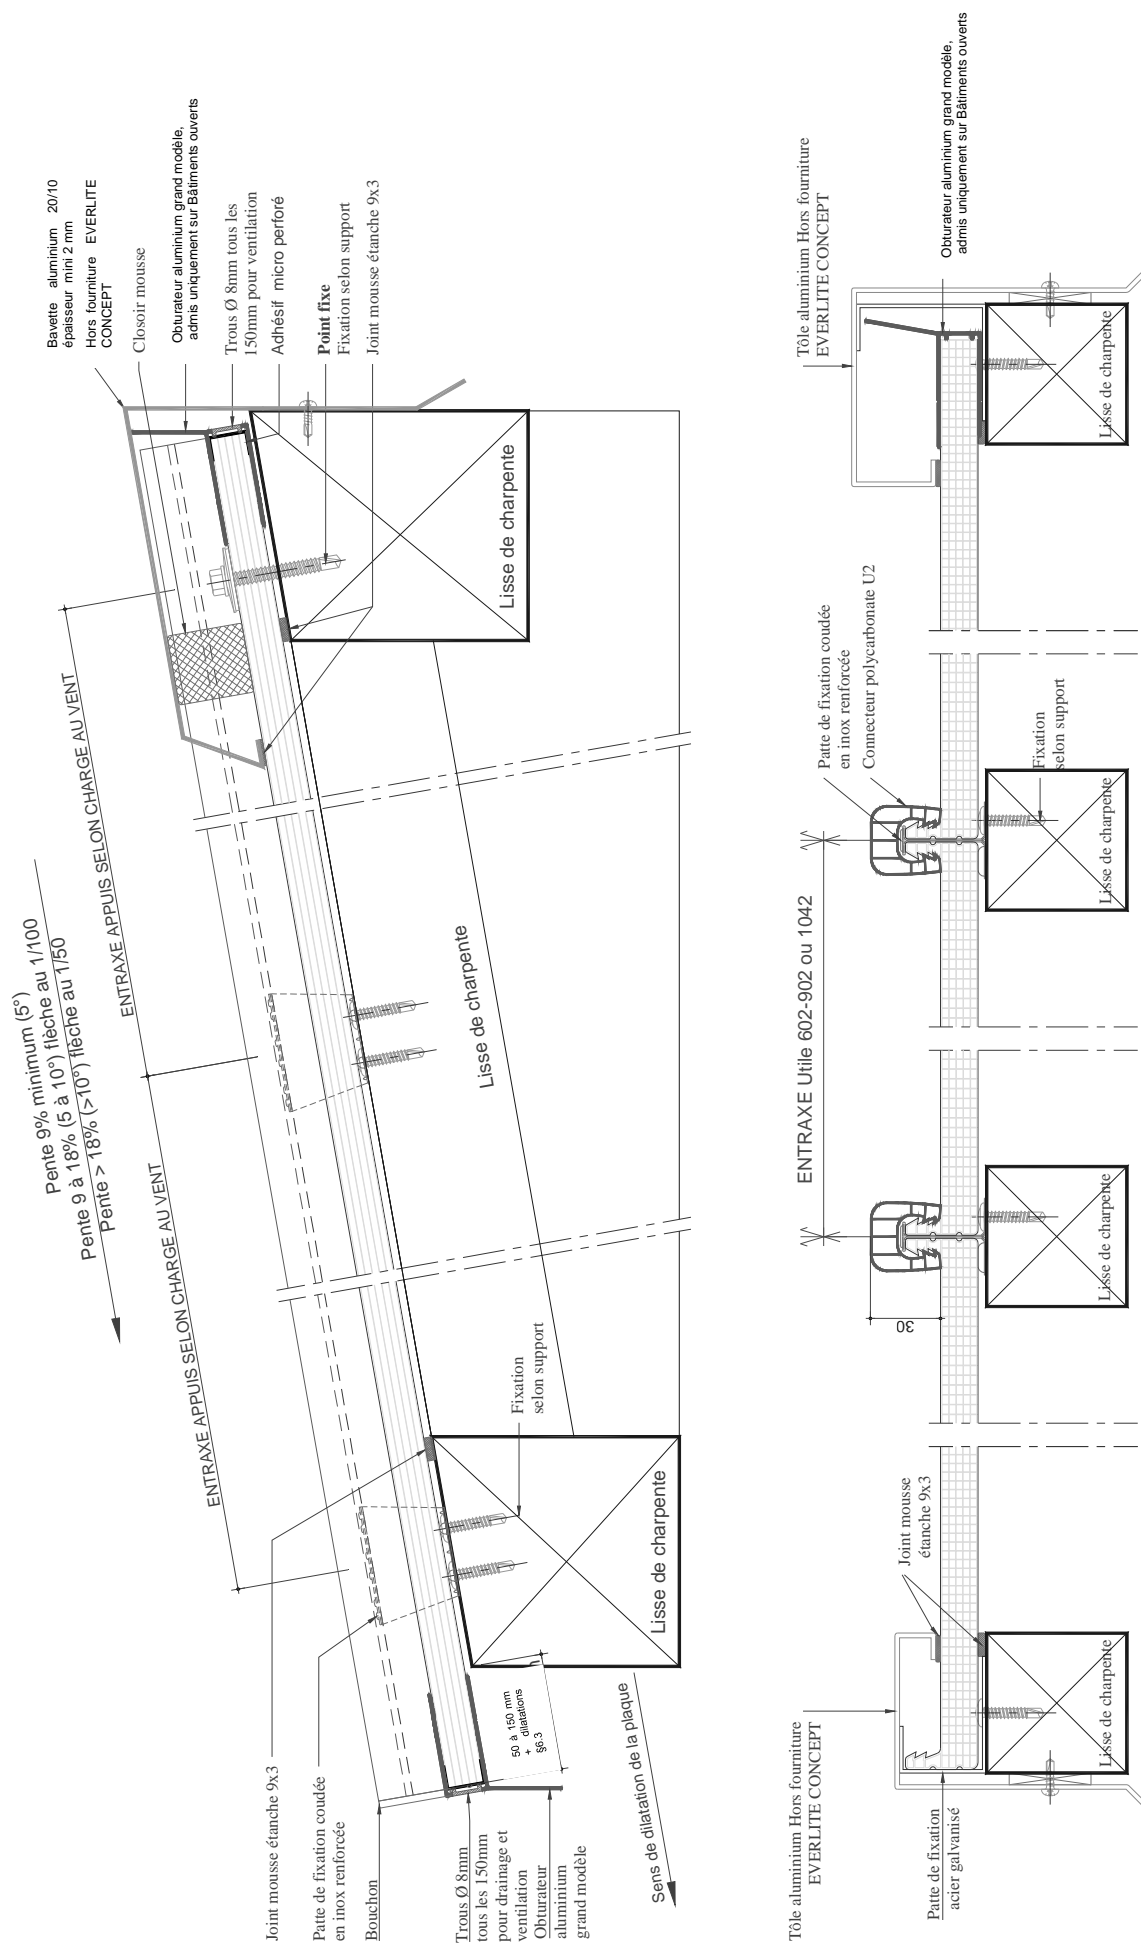 Pente 9% minimum (5°)
Pente 9 à 18% (5 à 10°) flèche au 1/100
Pente > 18% (>10°) flèche au 1/50
ENTRAXE APPUIS SELON CHARGE AU VENT
ENTRAXE APPUIS SELON CHARGE AU VENT
Bavette aluminium 20/10
épaisseur mini 2 mm
Hors fourniture EVERLITE
CONCEPT
Closoir mousse
Obturateur aluminium grand modèle,
admis uniquement sur Bâtiments ouverts
Trous Ø 8mm tous les
150mm pour ventilation
Adhésif micro perforé
Point fixe
Fixation selon support
Joint mousse étanche 9x3
Lisse de charpente
Lisse de charpente
Lisse de charpente
Fixation
selon support
Joint mousse étanche 9x3
Patte de fixation coudée
en inox renforcée
Bouchon
Trous Ø 8mm
tous les 150mm
pour drainage et
ventilation
Obturateur
aluminium
grand modèle
50 à 150 mm
+ dilatations
§6.3
Sens de dilatation de la plaque
Tôle aluminium Hors fourniture
EVERLITE CONCEPT
Patte de fixation
acier galvanisé
Joint mousse
étanche 9x3
Lisse de charpente
30
ENTRAXE Utile 602-902 ou 1042
Lisse de charpente
Patte de fixation coudée
en inox renforcée
Connecteur polycarbonate U2
Fixation
selon support
Lisse de charpente
Tôle aluminium Hors fourniture
EVERLITE CONCEPT
Obturateur aluminium grand modèle,
admis uniquement sur Bâtiments ouverts
Lisse de charpente